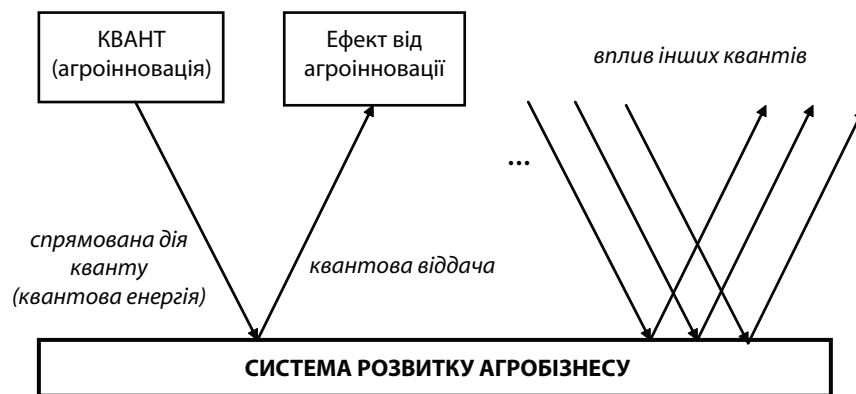 КВАНТ
(агроінновація)
Ефект від
агроінновації
вплив інших квантів
...
спрямована дія
кванту
(квантова енергія)
квантова віддача
СИСТЕМА РОЗВИТКУ АГРОБІЗНЕСУ